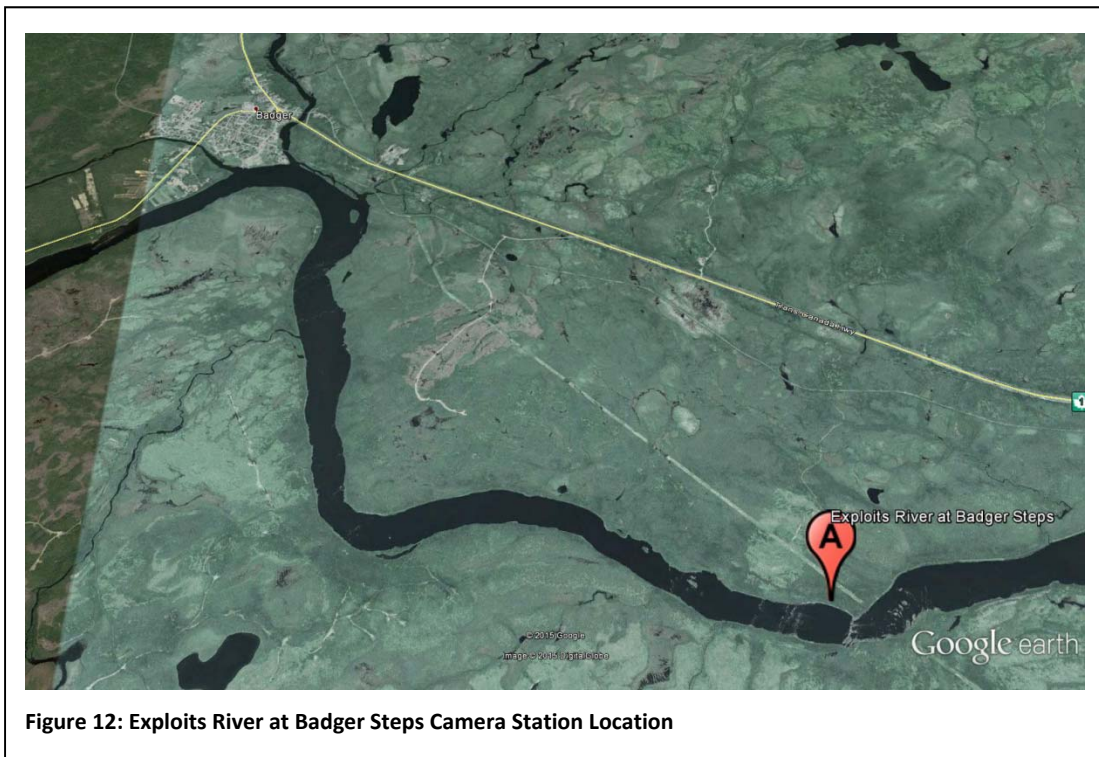 Badger
Trans Canada Hwy
1
Exploits River at Badger Steps
A
© 2015 Google
Image © 2015 DigitalGlobe
Google earth
Figure 12: Exploits River at Badger Steps Camera Station Location